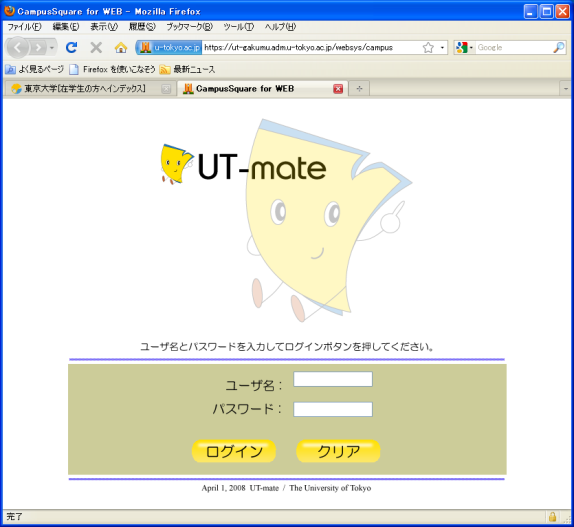 CampusSquare for WEB - Mozilla Firefox
ファイル(F) 編集(E) 表示(V) 履歴(S) ブックマーク(B) ツール(T) ヘルプ(H)
u-tokyo.ac.jp https://ut-gakumu.adm.u-tokyo.ac.jp/websys/campus Google
よく見るページ Firefox を使いこなそう 最新ニュース
東京大学[在学生の方へインデックス] CampusSquare for WEB
UT-mate
ユーザ名とパスワードを入力してログインボタンを押してください。
ユーザ名：
パスワード：
ログイン クリア
April 1, 2008 UT-mate / The University of Tokyo
完了